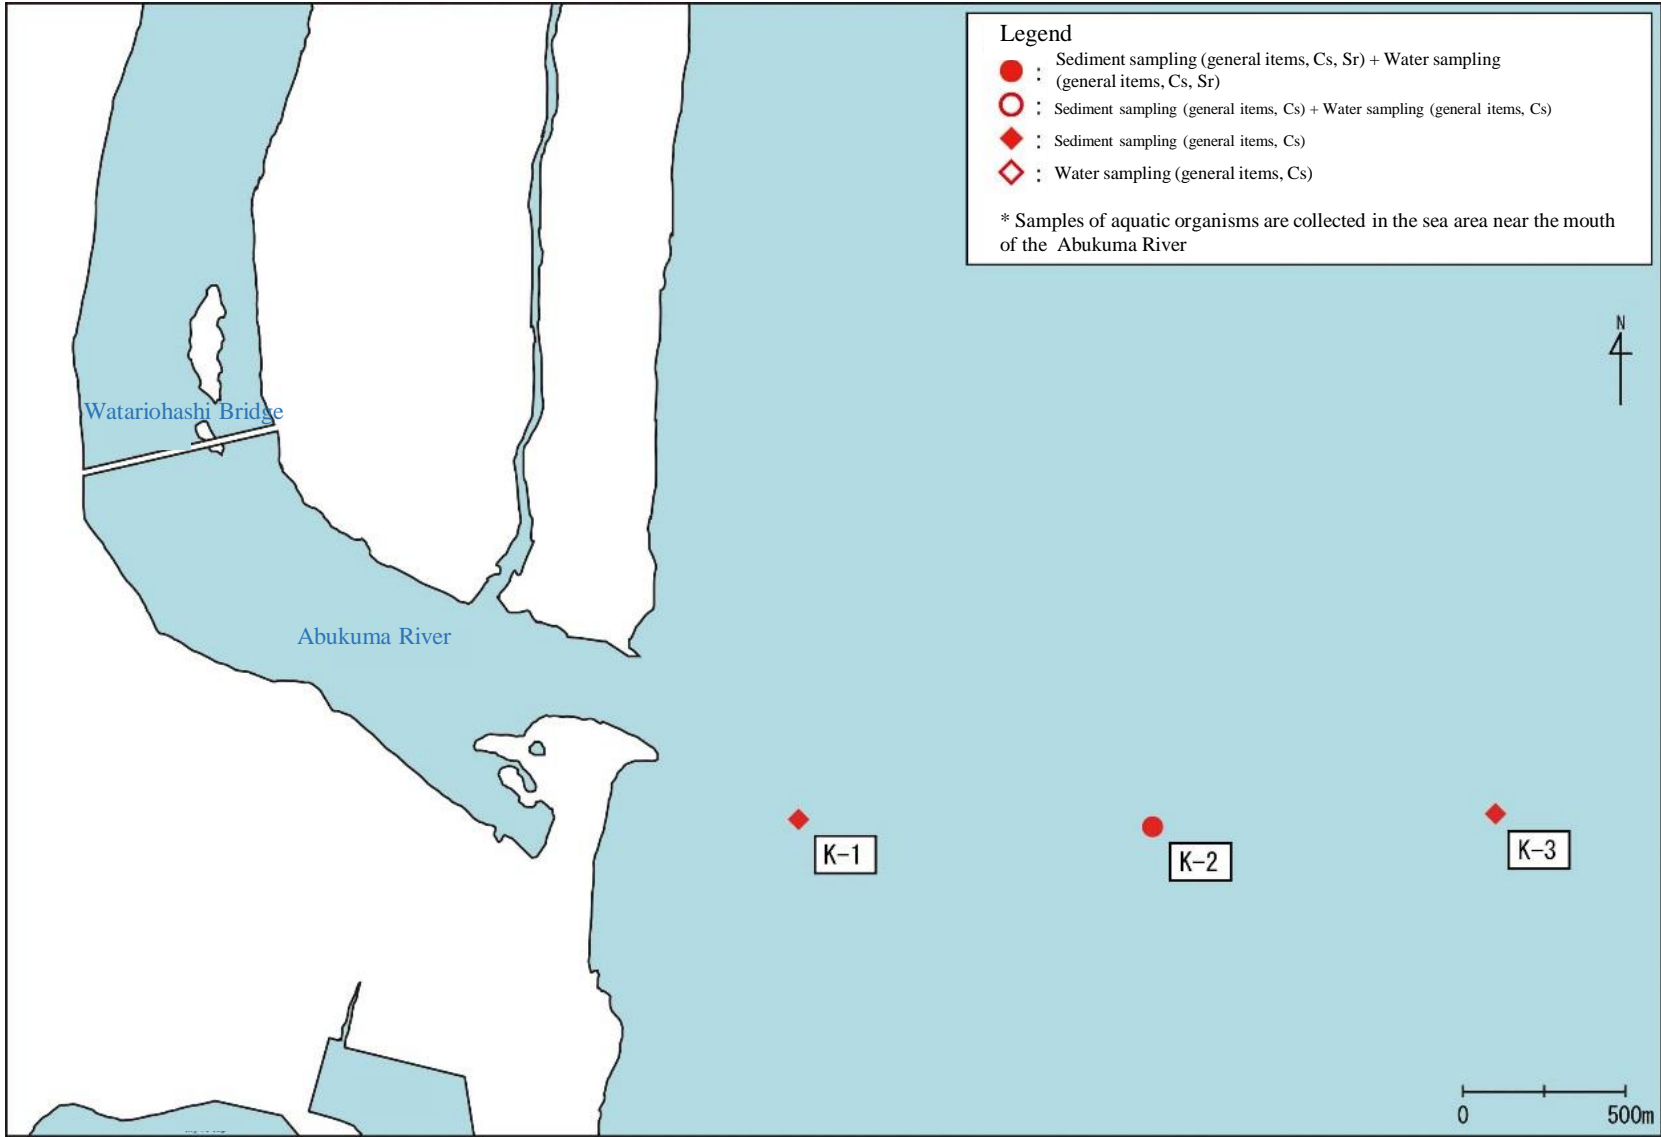 Legend
: Sediment sampling (general items, Cs, Sr) + Water sampling
(general items, Cs, Sr)
: Sediment sampling (general items, Cs) + Water sampling (general items, Cs)
: Sediment sampling (general items, Cs)
: Water sampling (general items, Cs)
* Samples of aquatic organisms are collected in the sea area near the mouth
of the Abukuma River
N
Watariohashi Bridge
Abukuma River
K-1
K-2
K-3
0 500m